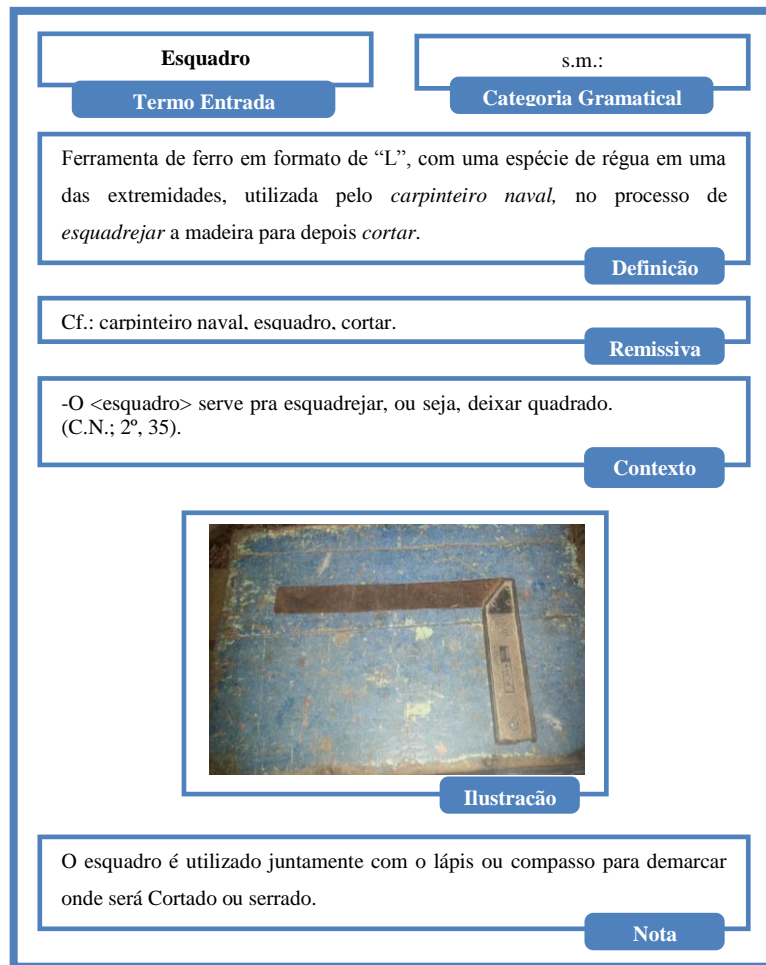 Esquadro
Termo Entrada
s.m.:
Categoria Gramatical
Ferramenta de ferro em formato de “L”, com uma espécie de régua em uma
das extremidades, utilizada pelo carpinteiro naval, no processo de
esquadrejar a madeira para depois cortar.
Definição
Cf.: carpinteiro naval, esquadro, cortar.
Remissiva
-O <esquadro> serve pra esquadrejar, ou seja, deixar quadrado.
(C.N.; 2º, 35).
Contexto
Ilustração
O esquadro é utilizado juntamente com o lápis ou compasso para demarcar
onde será Cortado ou serrado.
Nota